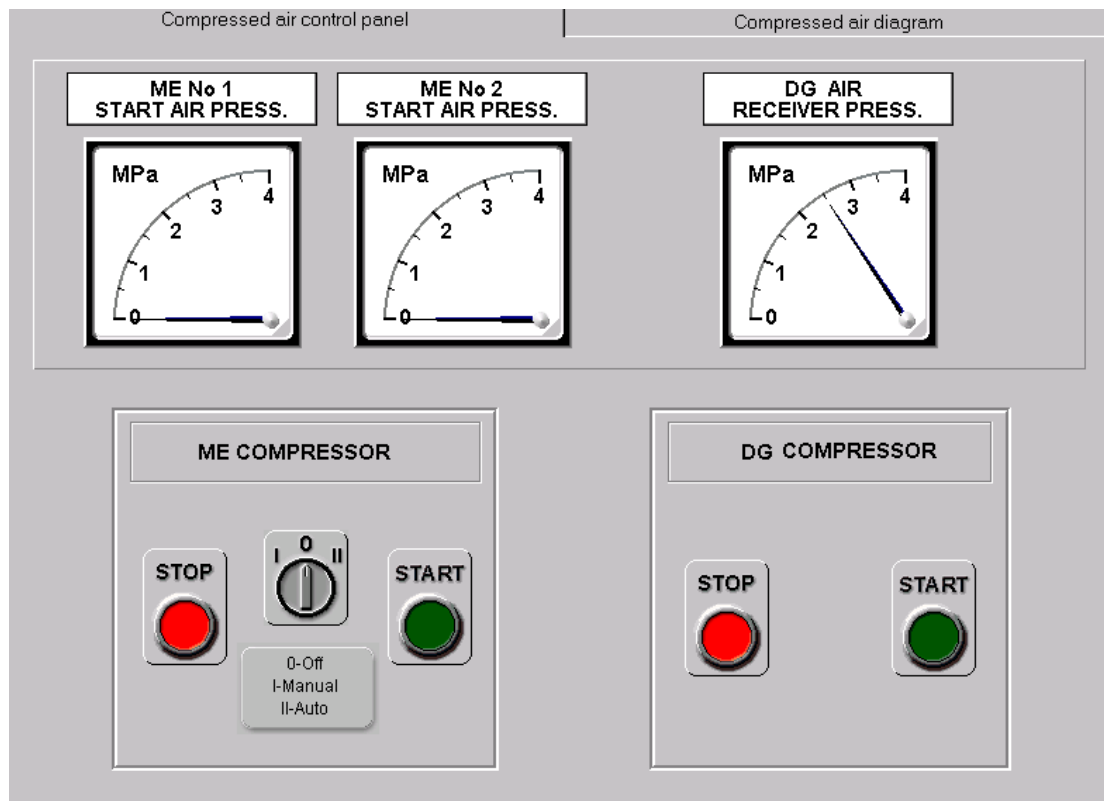 Compressed air control panel
Compressed air diagram
ME No 1
START AIR PRESS.
ME No 2
START AIR PRESS.
DG AIR
RECEIVER PRESS.
MPa
0
1
2
3
4
MPa
0
1
2
3
4
MPa
0
1
2
3
4
ME COMPRESSOR
STOP
I
0
II
START
0-Off
I-Manual
II-Auto
DG COMPRESSOR
STOP
START